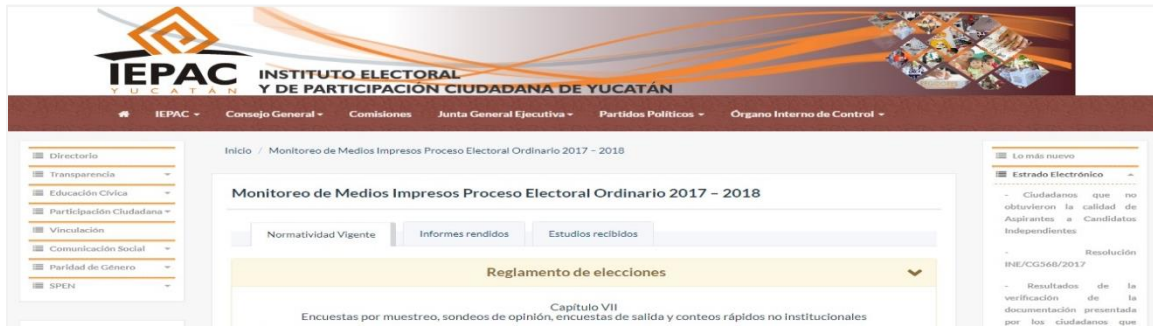 IEPAC
YUCATÁN
INSTITUTO ELECTORAL
Y DE PARTICIPACIÓN CIUDADANA DE YUCATÁN
IEPAC
Consejo General
Comisiones
Junta General Ejecutiva
Partidos Políticos
Órgano Interno de Control
Directorio
Transparencia
Educación Cívica
Participación Ciudadana
Vinculación
Comunicación Social
Paridad de Género
SPEN
Inicio / Monitoreo de Medios Impresos Proceso Electoral Ordinario 2017 – 2018
Monitoreo de Medios Impresos Proceso Electoral Ordinario 2017 – 2018
Normatividad Vigente
Informes rendidos
Estudios recibidos
Reglamento de elecciones
Capítulo VII
Encuestas por muestreo, sondeos de opinión, encuestas de salida y conteos rápidos no institucionales
Lo más nuevo
Estrado Electrónico
- Ciudadanos que no
obtuvieron la calidad de
Aspirantes a Candidatos
Independientes
- Resolución
INE/CG568/2017
- Resultados de la
verificación de la
documentación presentada
por los ciudadanos que